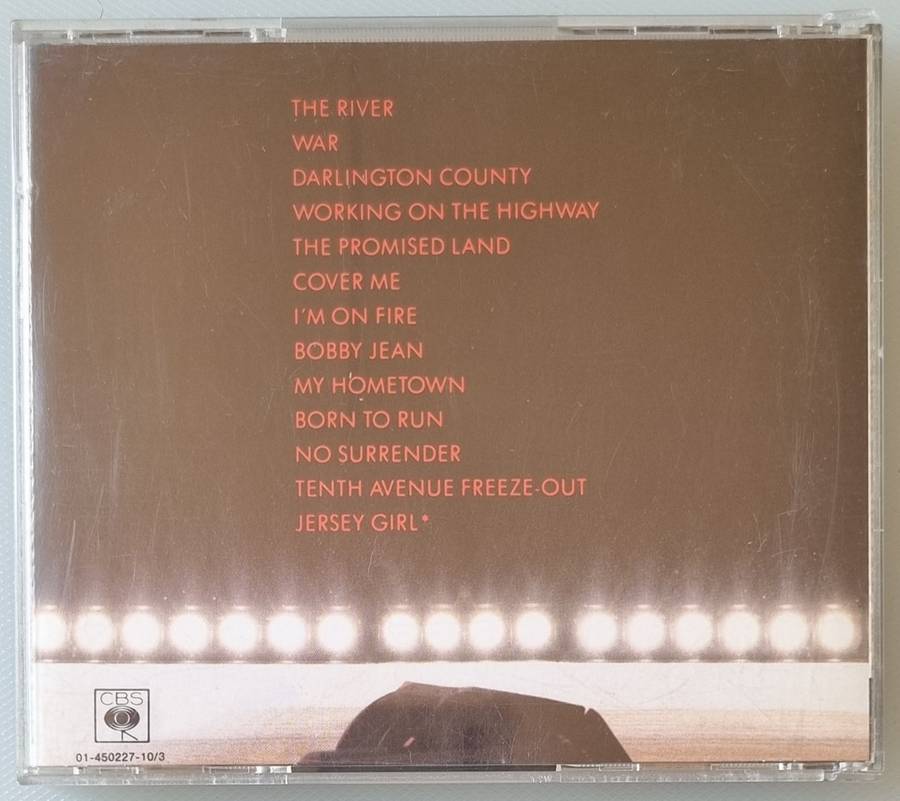 THE RIVER
WAR
DARLINGTON COUNTY
WORKING ON THE HIGHWAY
THE PROMISED LAND
COVER ME
I'M ON FIRE
BOBBY JEAN
MY HOMETOWN
BORN TO RUN
NO SURRENDER
TENTH AVENUE FREEZE-OUT
JERSEY GIRL*
CBS
01-450227-10/3